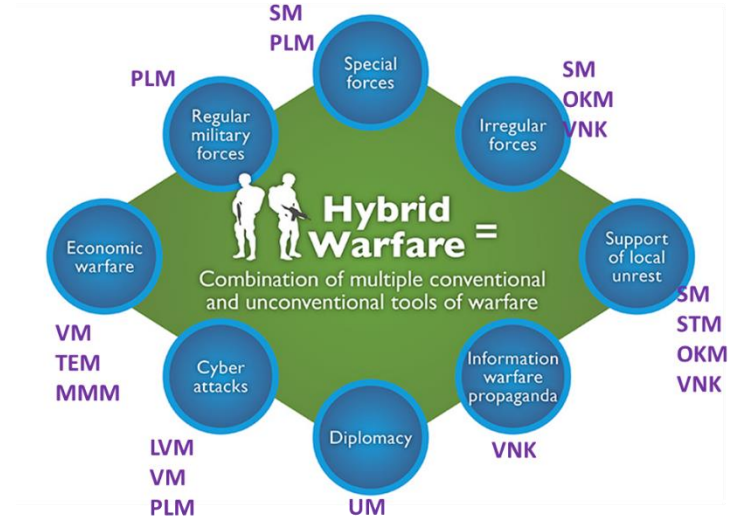 SM
PLM
Special
forces
PLM
Regular
military
forces
SM
OKM
VNK
Irregular
forces
Hybrid
Warfare =
Combination of multiple conventional
and unconventional tools of warfare
Economic
warfare
VM
TEM
MMM
Support
of local
unrest
SM
STM
OKM
VNK
Cyber
attacks
LVM
VM
PLM
Information
warfare
propaganda
VNK
Diplomacy
UM